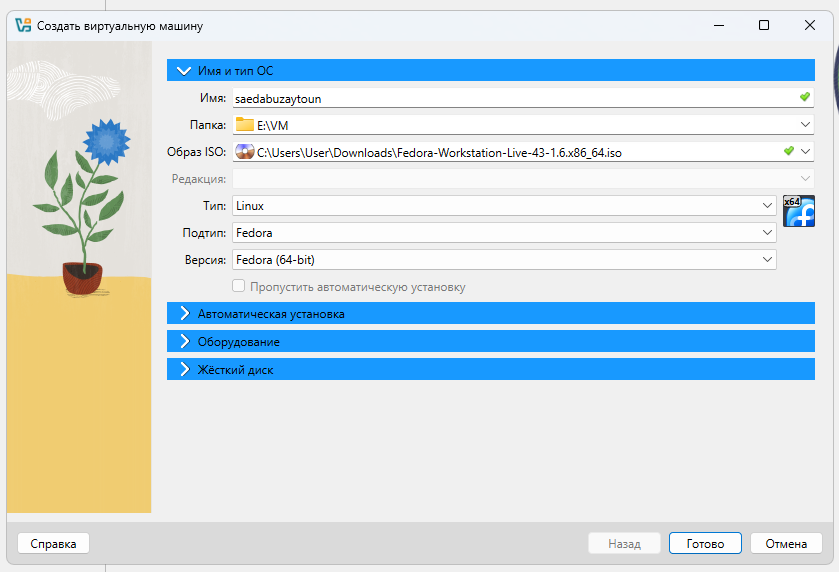 Создать виртуальную машину
Имя и тип ОС
Имя: saedabuzaytoun
Папка: E:\VM
Образ ISO: C:\Users\User\Downloads\Fedora-Workstation-Live-43-1.6.x86_64.iso
Редакция:
Тип: Linux
x64
Подтип: Fedora
Версия: Fedora (64-bit)
Пропустить автоматическую установку
Автоматическая установка
Оборудование
Жёсткий диск
Справка Назад Готово Отмена